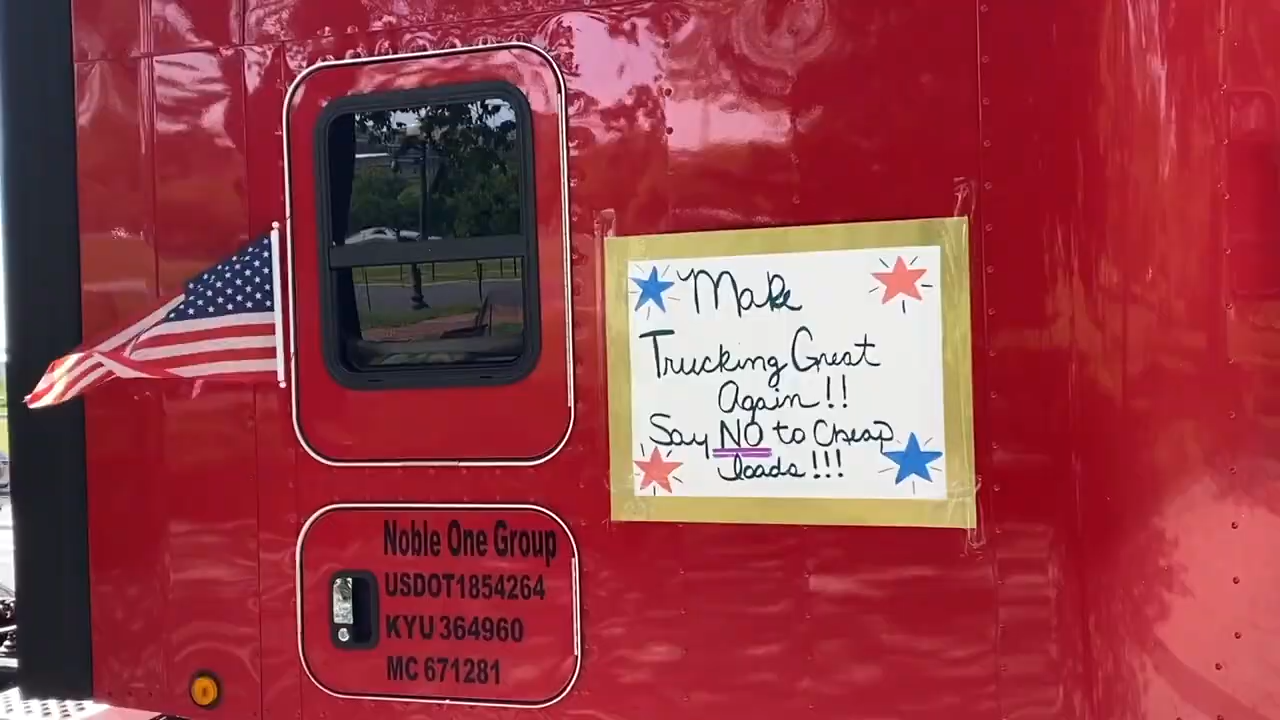 Make
Trucking Great
Again!!
Say NO to Cheap
loads!!!
Noble One Group
USDOT1854264
KYU 364960
MC 671281